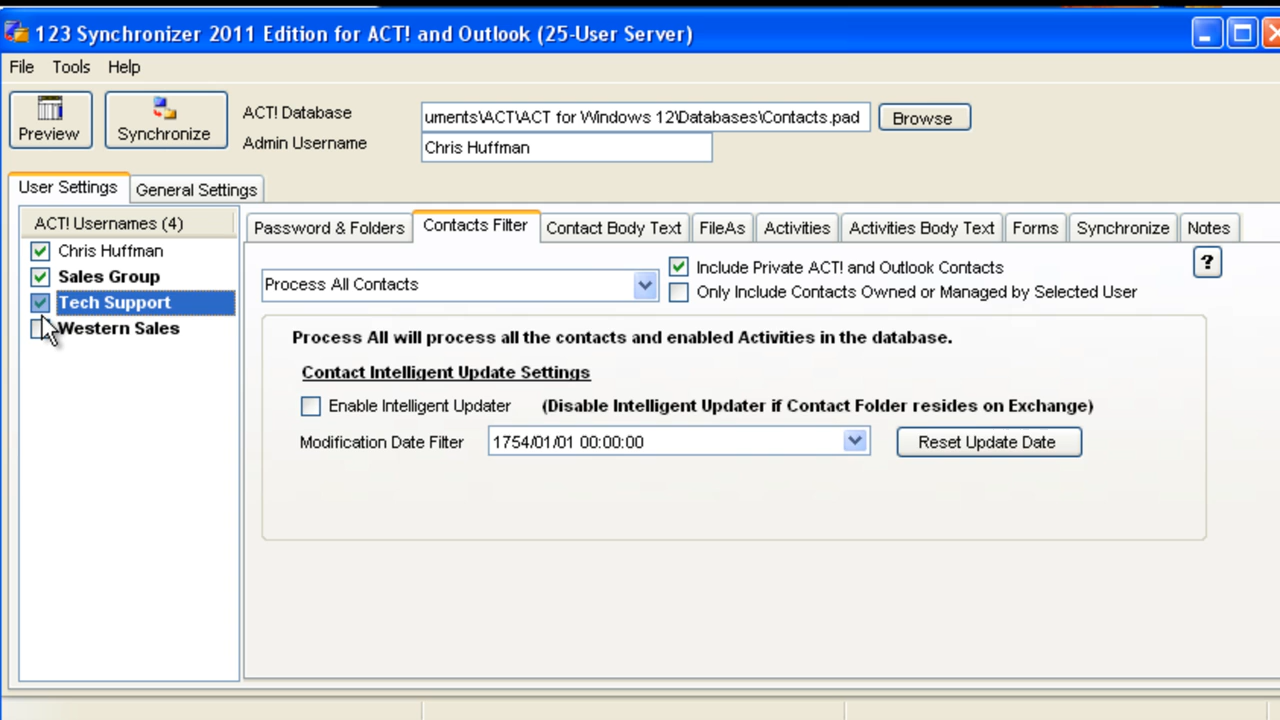 123 Synchronizer 2011 Edition for ACT! and Outlook (25-User Server)
File Tools Help
Preview
Synchronize
ACT! Database
uments\ACT\ACT for Windows 12\Databases\Contacts.pad
Browse
Admin Username
Chris Huffman
User Settings
General Settings
ACT! Usernames (4)
Chris Huffman
Sales Group
Tech Support
Western Sales
Password & Folders
Contacts Filter
Contact Body Text
FileAs
Activities
Activities Body Text
Forms
Synchronize
Notes
Process All Contacts
Include Private ACT! and Outlook Contacts
Only Include Contacts Owned or Managed by Selected User
?
Process All will process all the contacts and enabled Activities in the database.
Contact Intelligent Update Settings
Enable Intelligent Updater
(Disable Intelligent Updater if Contact Folder resides on Exchange)
Modification Date Filter
1754/01/01 00:00:00
Reset Update Date